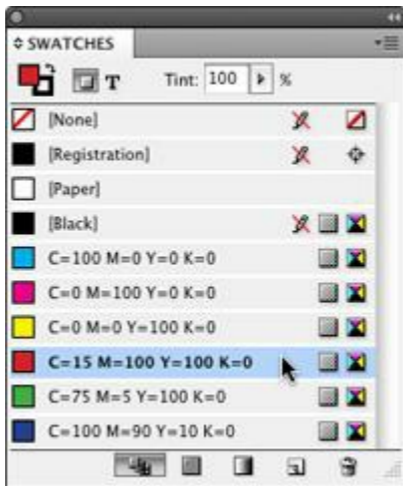 SWATCHES
T Tint: 100 %
[None]
[Registration]
[Paper]
[Black]
C=100 M=0 Y=0 K=0
C=0 M=100 Y=0 K=0
C=0 M=0 Y=100 K=0
C=15 M=100 Y=100 K=0
C=75 M=5 Y=100 K=0
C=100 M=90 Y=10 K=0